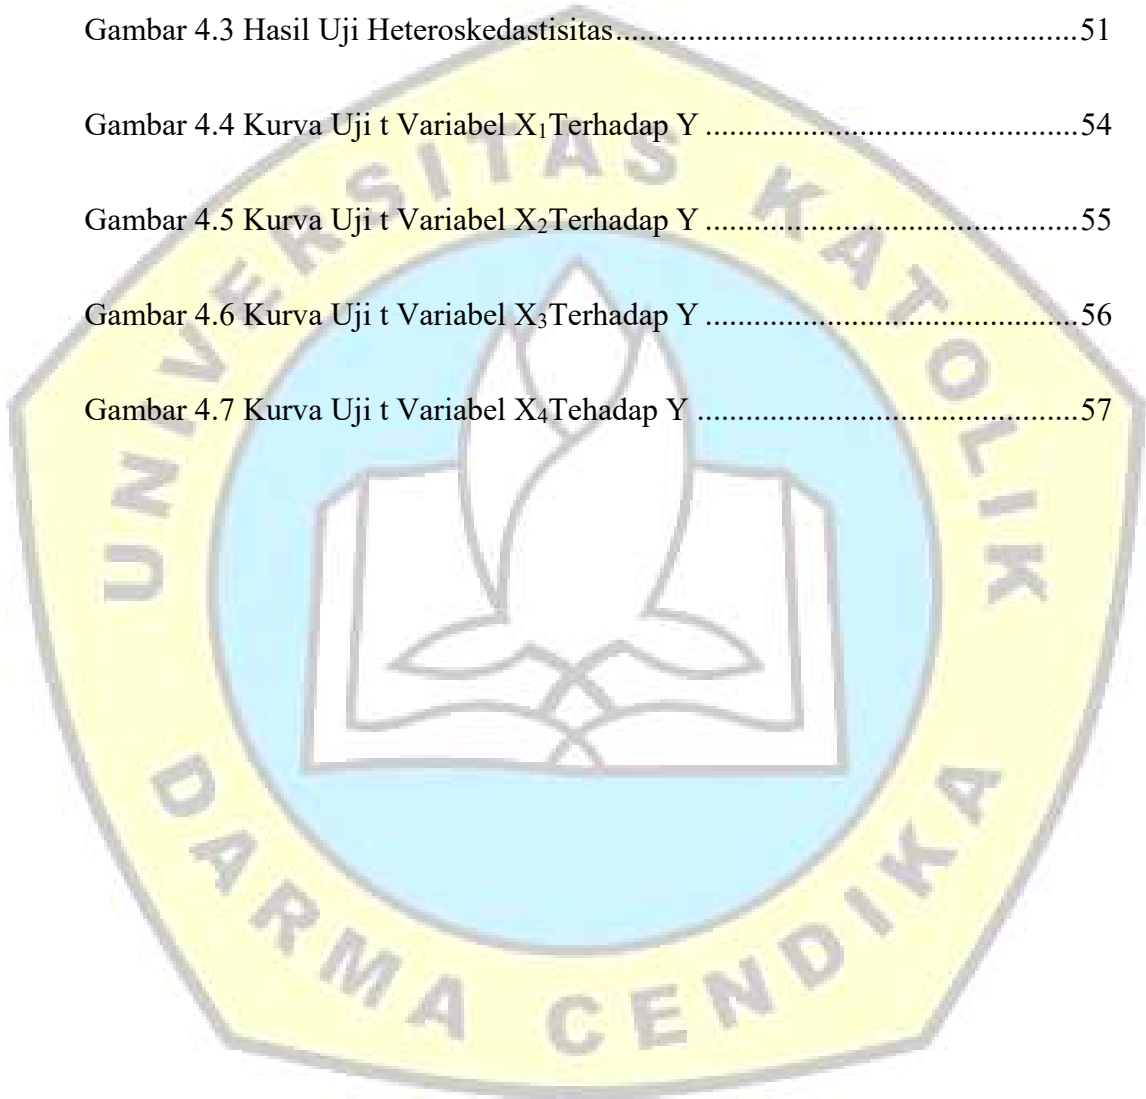 Gambar 4.3 Hasil Uji Heteroskedastisitas..........................................................51
Gambar 4.4 Kurva Uji t Variabel X₁Terhadap Y ...............................................54
Gambar 4.5 Kurva Uji t Variabel X₂Terhadap Y ...............................................55
Gambar 4.6 Kurva Uji t Variabel X₃Terhadap Y ...............................................56
Gambar 4.7 Kurva Uji t Variabel X₄Tehadap Y ................................................57
UNIVERSITAS KATOLIK
DARMA CENDIKA